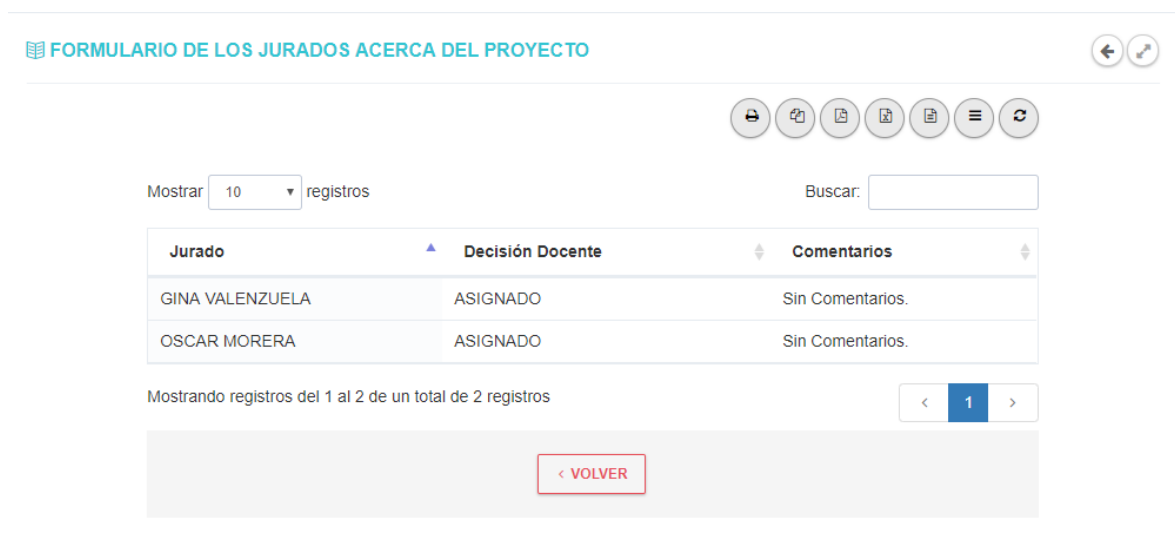 FORMULARIO DE LOS JURADOS ACERCA DEL PROYECTO
Mostrar 10 registros Buscar:
Jurado Decisión Docente Comentarios
GINA VALENZUELA ASIGNADO Sin Comentarios.
OSCAR MORERA ASIGNADO Sin Comentarios.
Mostrando registros del 1 al 2 de un total de 2 registros < 1 >
< VOLVER